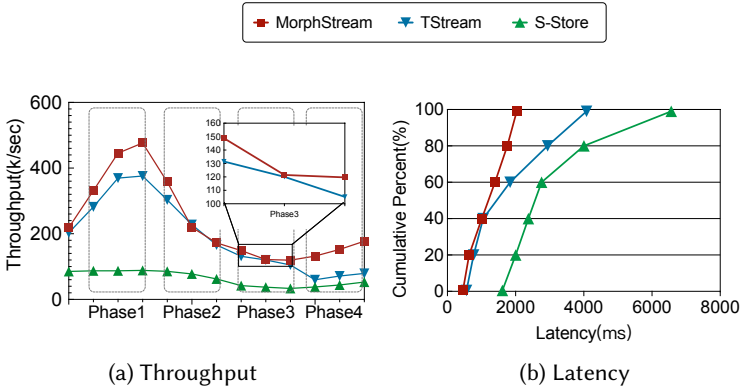 MorphStream TStream S-Store
Throughput(k/sec)
600
400
200
0
160
150
140
130
120
110
100
Phase3
Phase1 Phase2 Phase3 Phase4
(a) Throughput
Cumulative Percent(%)
100
80
60
40
20
0
0 2000 4000 6000 8000
Latency(ms)
(b) Latency